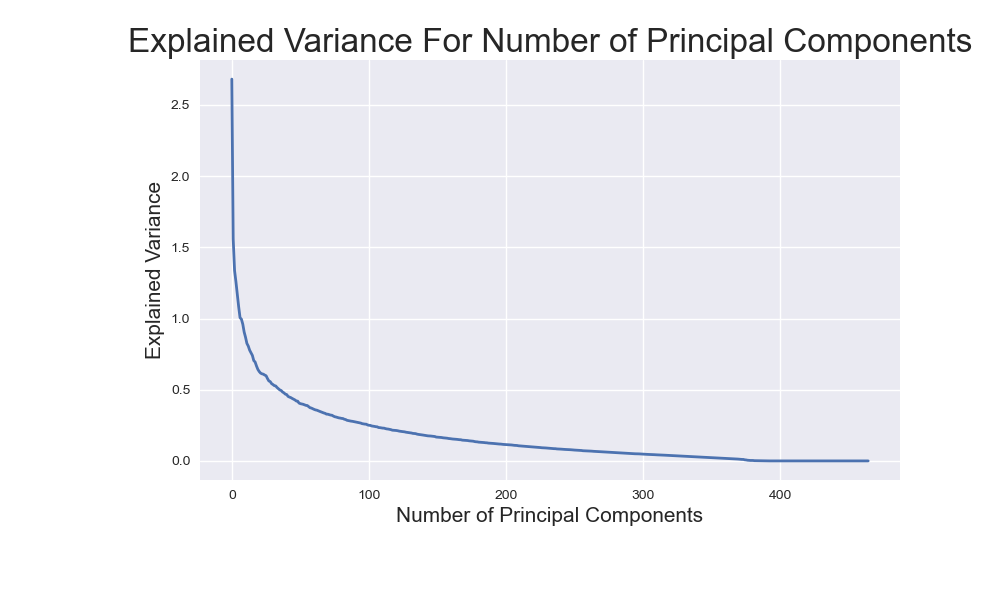 Explained Variance For Number of Principal Components
2.5
2.0
1.5
1.0
0.5
0.0
Explained Variance
0 100 200 300 400
Number of Principal Components